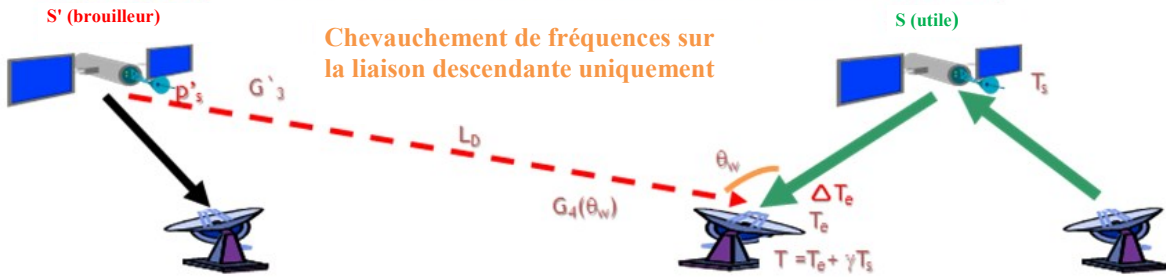 S' (brouilleur)
S (utile)
Chevauchement de fréquences sur
la liaison descendante uniquement
p's
G`3
Ts
LD
θw
G4(θw)
ΔTe
Te
T =Te+ γTs